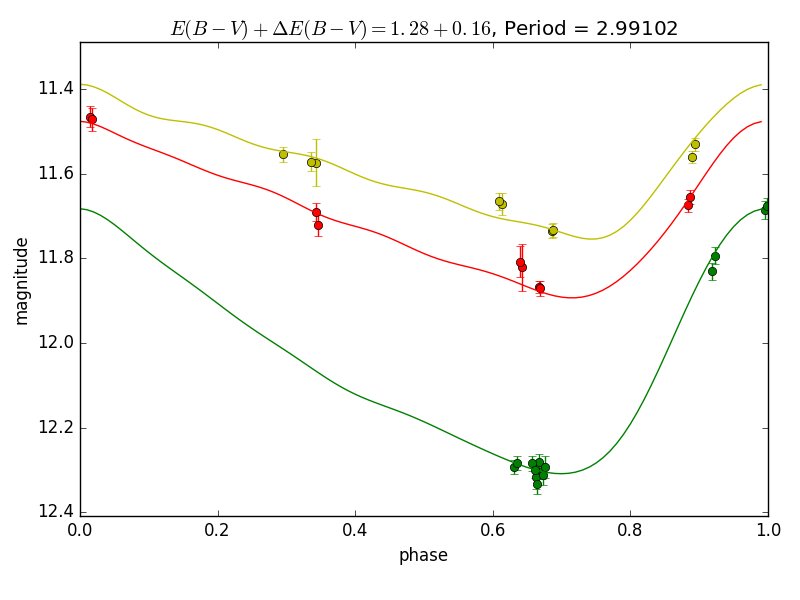 E(B − V) + ΔE(B − V) = 1.28 + 0.16, Period = 2.99102
11.4
11.6
11.8
12.0
12.2
12.4
magnitude
0.0 0.2 0.4 0.6 0.8 1.0
phase